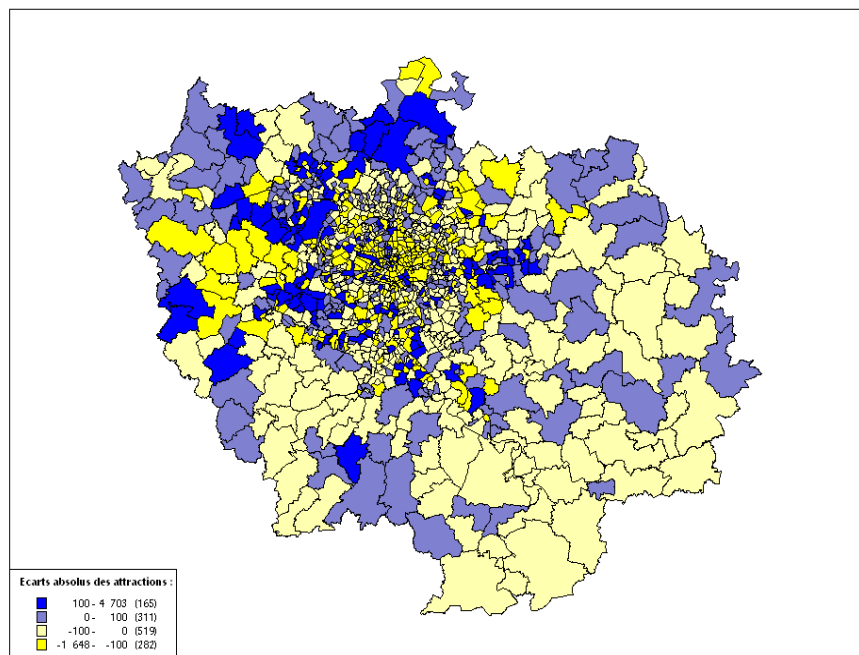 Ecarts absolus des attractions :
100 - 4 703 (165)
0 - 100 (311)
-100 - 0 (519)
-1 648 - -100 (282)